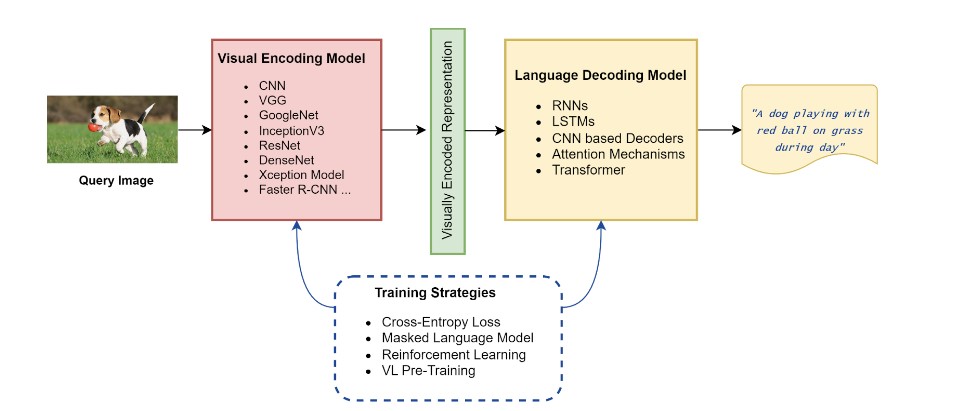 Query Image
Visual Encoding Model
CNN
VGG
GoogleNet
InceptionV3
ResNet
DenseNet
Xception Model
Faster R-CNN ...
Visually Encoded Representation
Language Decoding Model
RNNs
LSTMs
CNN based Decoders
Attention Mechanisms
Transformer
"A dog playing with
red ball on grass
during day"
Training Strategies
Cross-Entropy Loss
Masked Language Model
Reinforcement Learning
VL Pre-Training